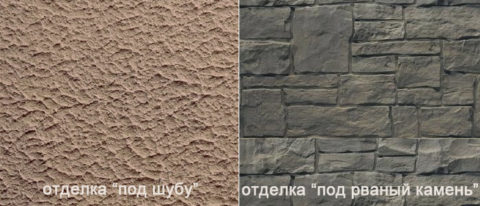 отделка “под шубу”
отделка “под рваный камень”